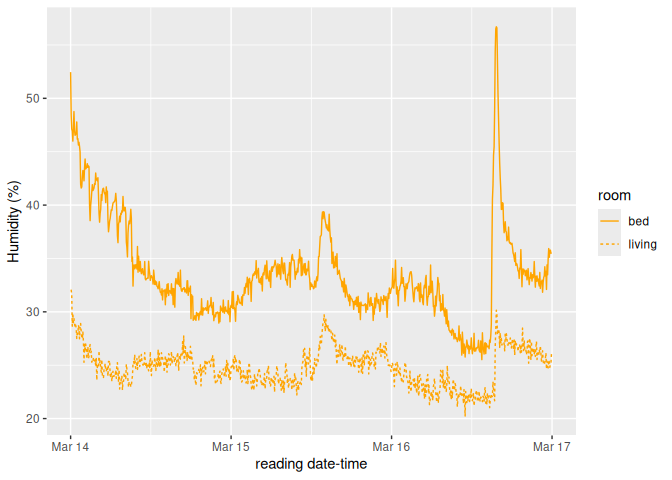 Humidity (%)
50
40
30
20
Mar 14
Mar 15
Mar 16
Mar 17
reading date-time
room
bed
living